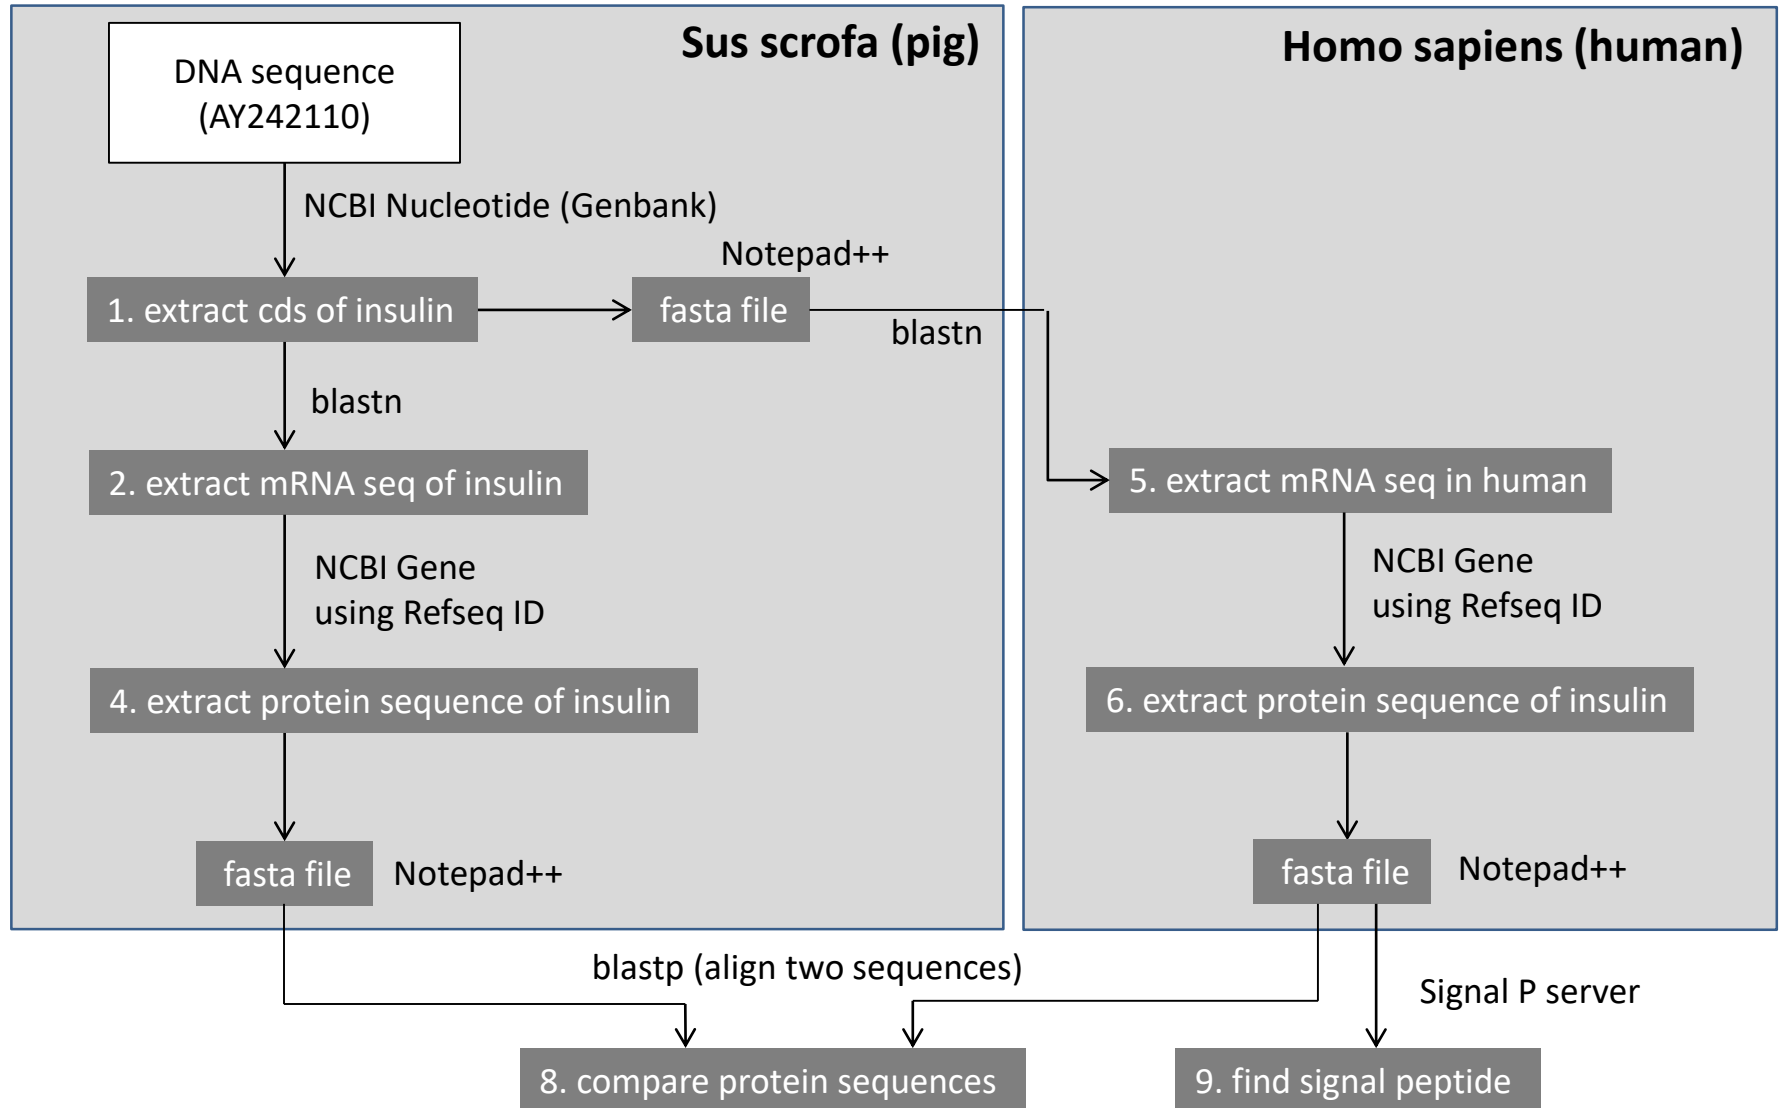 Sus scrofa (pig)
DNA sequence
(AY242110)
NCBI Nucleotide (Genbank)
Notepad++
1. extract cds of insulin
fasta file
blastn
blastn
2. extract mRNA seq of insulin
NCBI Gene
using Refseq ID
4. extract protein sequence of insulin
fasta file
Notepad++
Homo sapiens (human)
5. extract mRNA seq in human
NCBI Gene
using Refseq ID
6. extract protein sequence of insulin
fasta file
Notepad++
blastp (align two sequences)
Signal P server
8. compare protein sequences
9. find signal peptide